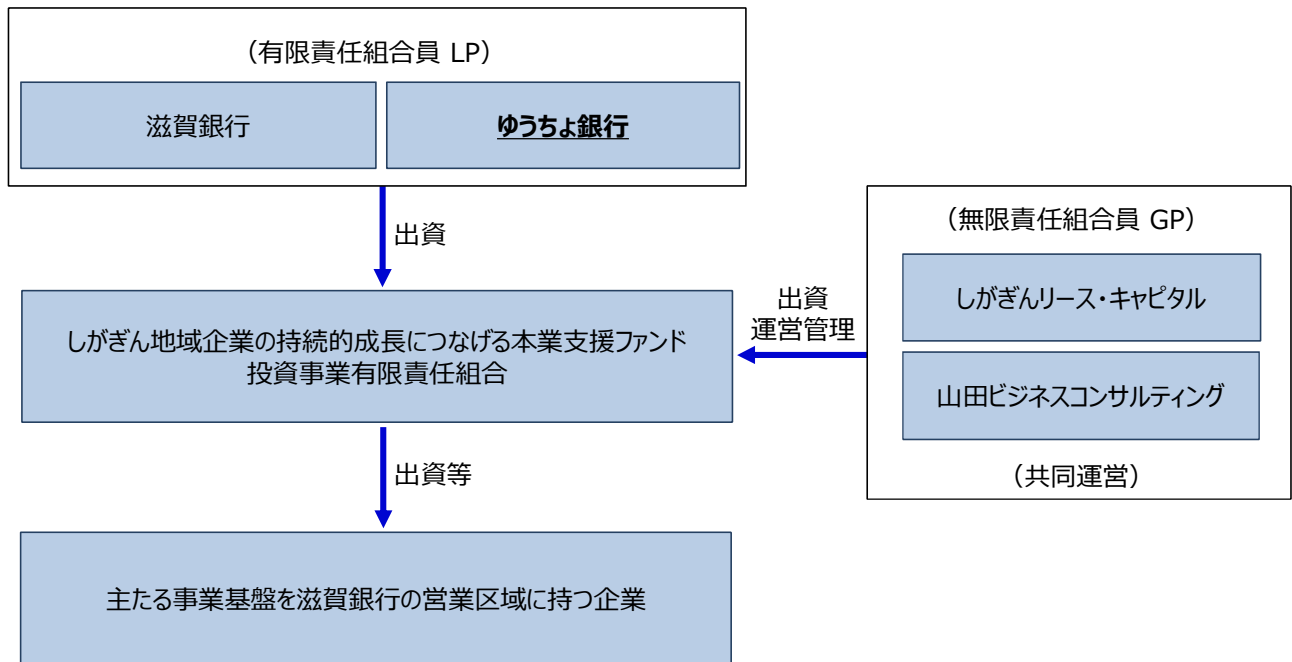 （有限責任組合員 LP）
滋賀銀行
ゆうちょ銀行
出資
（無限責任組合員 GP）
しがぎんリース・キャピタル
山田ビジネスコンサルティング
（共同運営）
出資
運営管理
しがぎん地域企業の持続的成長につなげる本業支援ファンド
投資事業有限責任組合
出資等
主たる事業基盤を滋賀銀行の営業区域に持つ企業